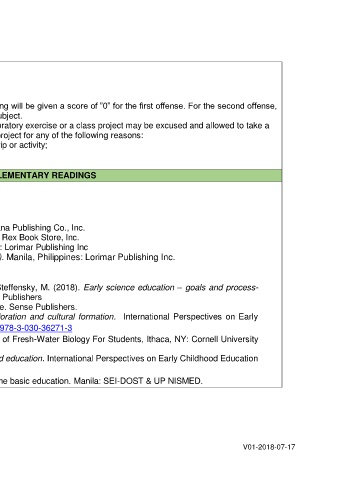 ng will be given a score of "0" for the first offense. For the second offense,
ubject.
oratory exercise or a class project may be excused and allowed to take a
project for any of the following reasons:
rip or activity;
LEMENTARY READINGS
ana Publishing Co., Inc.
Rex Book Store, Inc.
: Lorimar Publishing Inc
). Manila, Philippines: Lorimar Publishing Inc.
Steffensky, M. (2018). Early science education – goals and process-
Publishers
e. Sense Publishers.
loration and cultural formation. International Perspectives on Early
978-3-030-36271-3
of Fresh-Water Biology For Students, Ithaca, NY: Cornell University
d education. International Perspectives on Early Childhood Education
he basic education. Manila: SEI-DOST & UP NISMED.
V01-2018-07-17